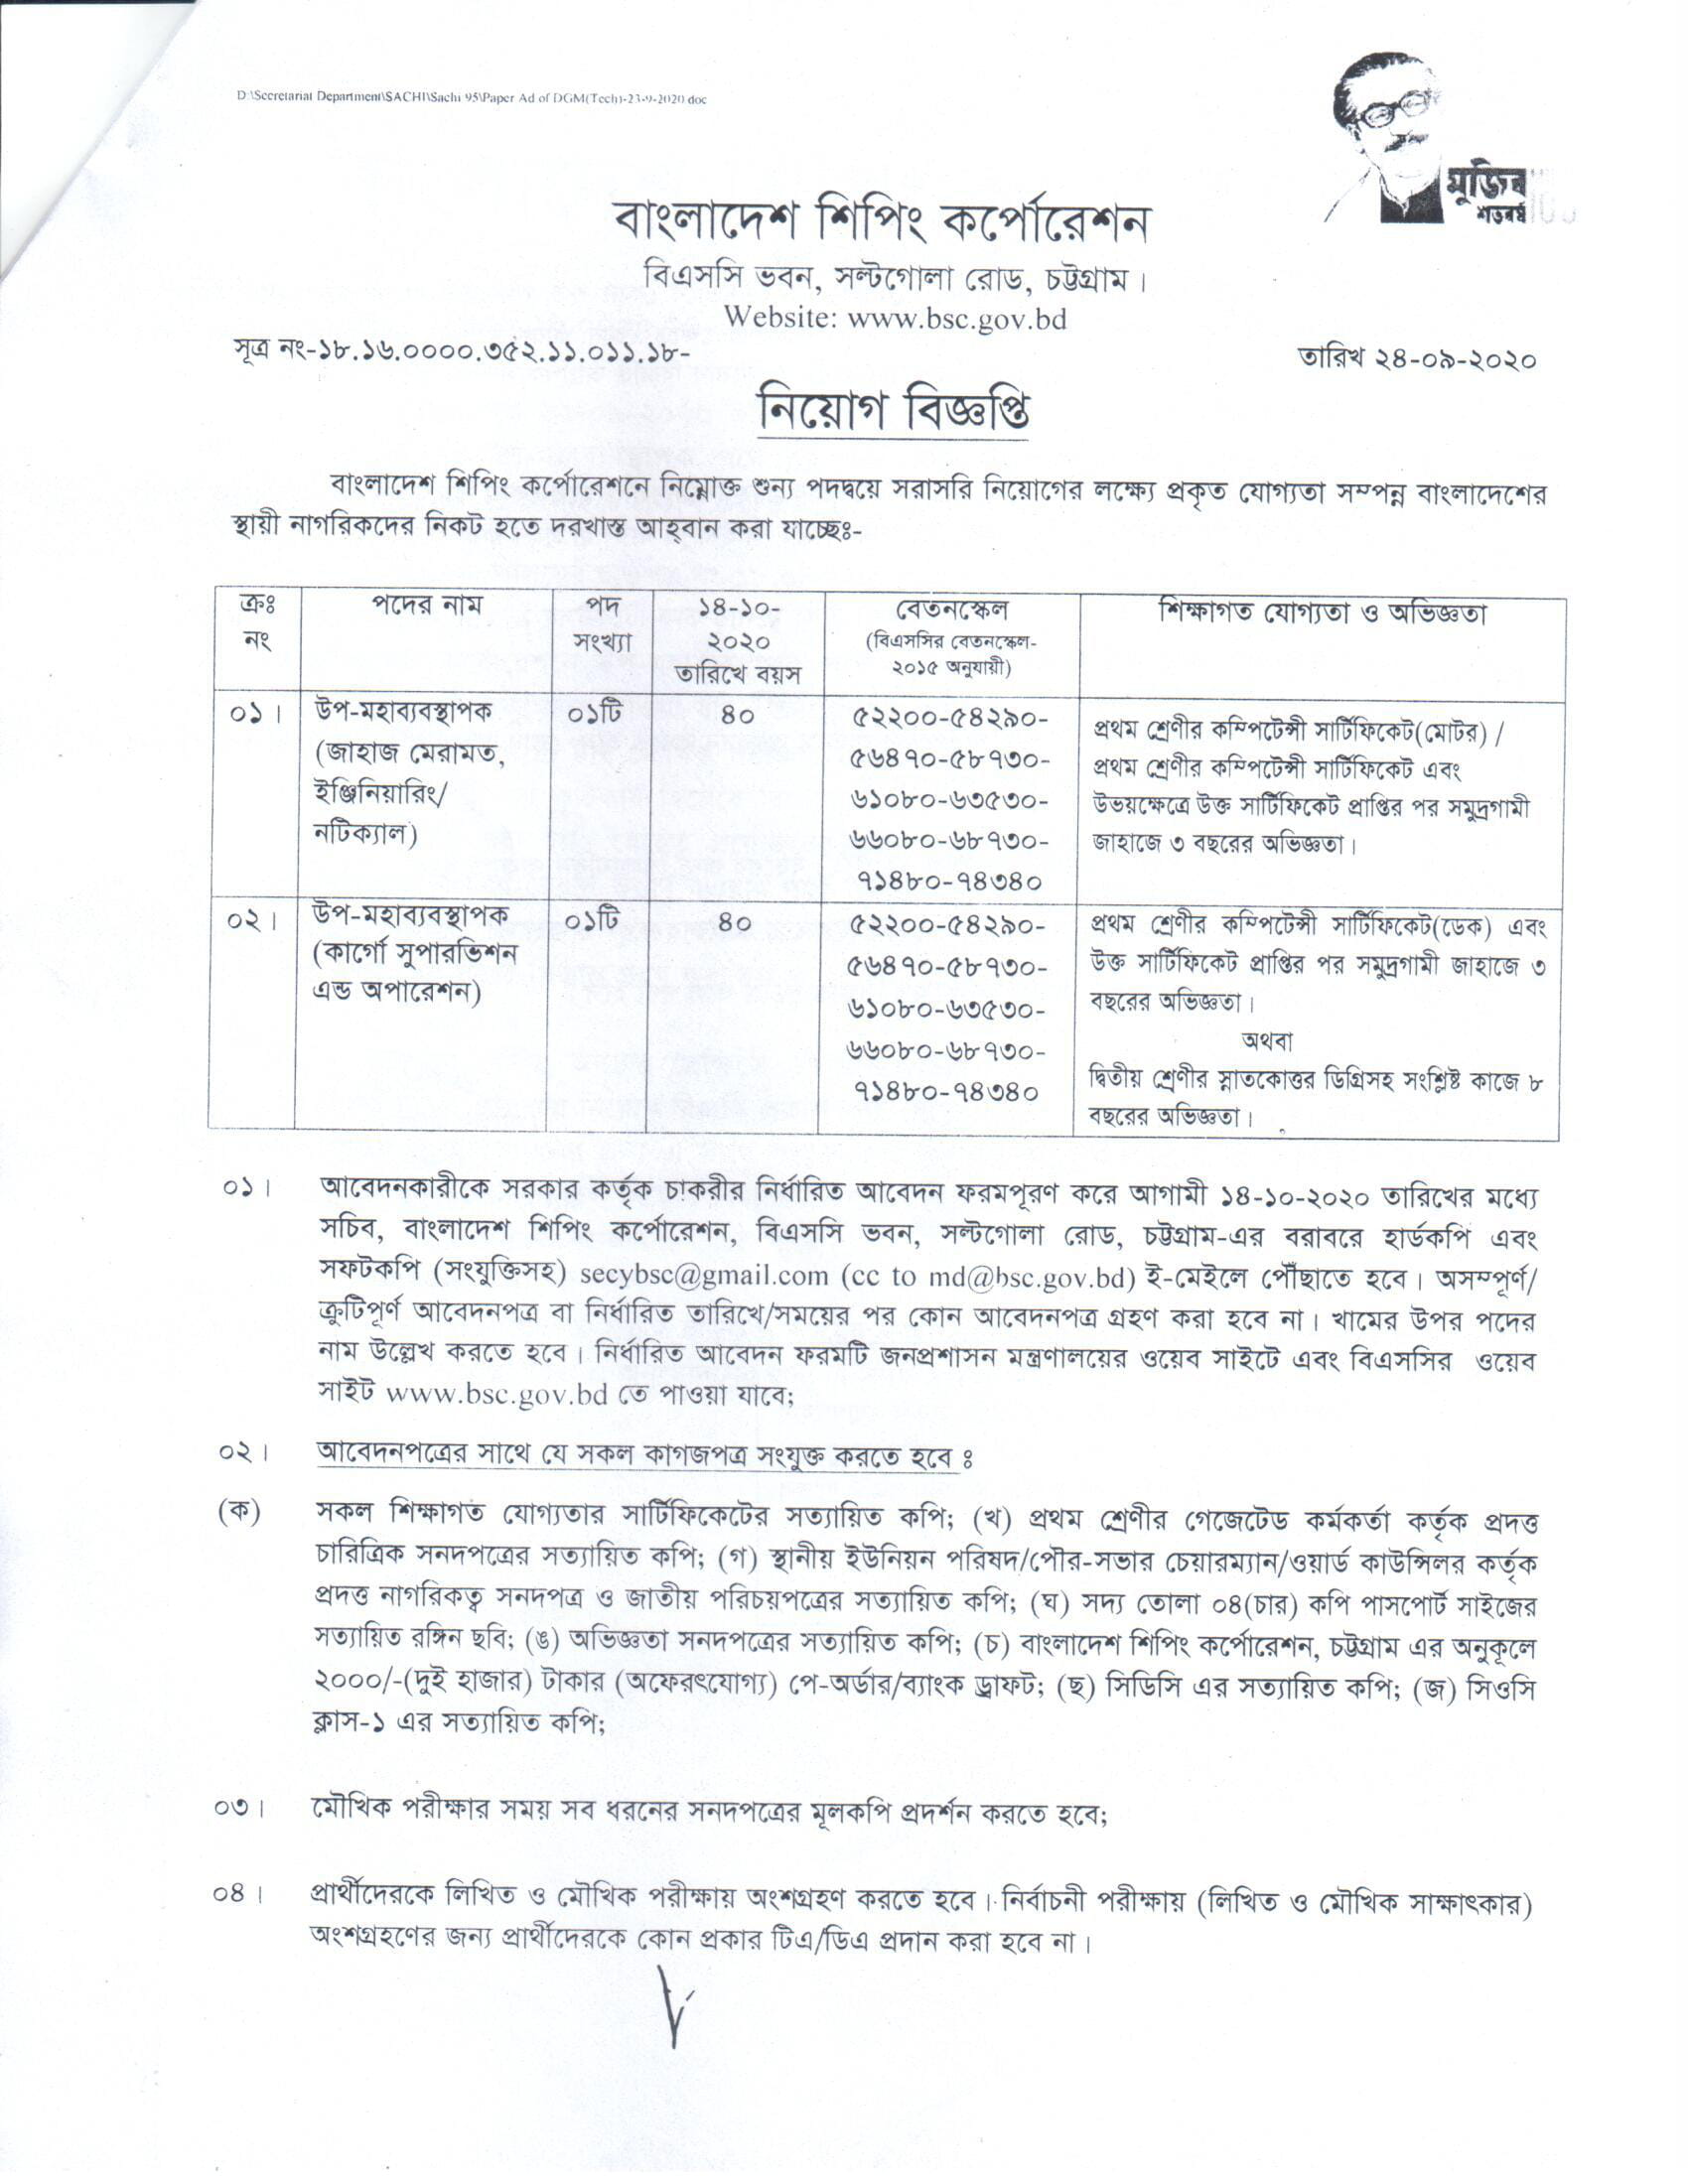 D:\Secretarial Department\SACHI\Sachi 95\Paper Ad of DGM(Tech)-23-9-2020.doc
মুজিব
শতবর্ষ
বাংলাদেশ শিপিং কর্পোরেশন
বিএসসি ভবন, সল্টগোলা রোড, চট্টগ্রাম।
Website: www.bsc.gov.bd
সূত্র নং-১৮.১৬.০০০০.৩৫২.১১.০১১.১৮-
তারিখ ২৪-০৯-২০২০
নিয়োগ বিজ্ঞপ্তি
বাংলাদেশ শিপিং কর্পোরেশনে নিম্নোক্ত শুন্য পদদ্বয়ে সরাসরি নিয়োগের লক্ষ্যে প্রকৃত যোগ্যতা সম্পন্ন বাংলাদেশের
স্থায়ী নাগরিকদের নিকট হতে দরখাস্ত আহ্বান করা যাচ্ছেঃ-
ক্রঃ
নং
পদের নাম
পদ
সংখ্যা
১৪-১০-
২০২০
তারিখে বয়স
বেতনস্কেল
(বিএসসির বেতনস্কেল-
২০১৫ অনুযায়ী)
শিক্ষাগত যোগ্যতা ও অভিজ্ঞতা
০১।
উপ-মহাব্যবস্থাপক
(জাহাজ মেরামত,
ইঞ্জিনিয়ারিং/
নটিক্যাল)
০১টি
৪০
৫২২০০-৫৪২৯০-
৫৬৪৭০-৫৮৭৩০-
৬১০৮০-৬৩৫৩০-
৬৬০৮০-৬৮৭৩০-
৭১৪৮০-৭৪৩৪০
প্রথম শ্রেণীর কম্পিটেন্সী সার্টিফিকেট(মোটর) /
প্রথম শ্রেণীর কম্পিটেন্সী সার্টিফিকেট এবং
উভয়ক্ষেত্রে উক্ত সার্টিফিকেট প্রাপ্তির পর সমুদ্রগামী
জাহাজে ৩ বছরের অভিজ্ঞতা।
০২।
উপ-মহাব্যবস্থাপক
(কার্গো সুপারভিশন
এন্ড অপারেশন)
০১টি
৪০
৫২২০০-৫৪২৯০-
৫৬৪৭০-৫৮৭৩০-
৬১০৮০-৬৩৫৩০-
৬৬০৮০-৬৮৭৩০-
৭১৪৮০-৭৪৩৪০
প্রথম শ্রেণীর কম্পিটেন্সী সার্টিফিকেট(ডেক) এবং
উক্ত সার্টিফিকেট প্রাপ্তির পর সমুদ্রগামী জাহাজে ৩
বছরের অভিজ্ঞতা।
অথবা
দ্বিতীয় শ্রেণীর স্নাতকোত্তর ডিগ্রিসহ সংশ্লিষ্ট কাজে ৮
বছরের অভিজ্ঞতা।
০১। আবেদনকারীকে সরকার কর্তৃক চাকরীর নির্ধারিত আবেদন ফরমপূরণ করে আগামী ১৪-১০-২০২০ তারিখের মধ্যে
সচিব, বাংলাদেশ শিপিং কর্পোরেশন, বিএসসি ভবন, সল্টগোলা রোড, চট্টগ্রাম-এর বরাবরে হার্ডকপি এবং
সফটকপি (সংযুক্তিসহ) secybsc@gmail.com (cc to md@bsc.gov.bd) ই-মেইলে পৌঁছাতে হবে। অসম্পূর্ণ/
ক্রুটিপূর্ণ আবেদনপত্র বা নির্ধারিত তারিখে/সময়ের পর কোন আবেদনপত্র গ্রহণ করা হবে না। খামের উপর পদের
নাম উল্লেখ করতে হবে। নির্ধারিত আবেদন ফরমটি জনপ্রশাসন মন্ত্রণালয়ের ওয়েব সাইটে এবং বিএসসির ওয়েব
সাইট www.bsc.gov.bd তে পাওয়া যাবে;
০২। আবেদনপত্রের সাথে যে সকল কাগজপত্র সংযুক্ত করতে হবে ঃ
(ক) সকল শিক্ষাগত যোগ্যতার সার্টিফিকেটের সত্যায়িত কপি; (খ) প্রথম শ্রেণীর গেজেটেড কর্মকর্তা কর্তৃক প্রদত্ত
চারিত্রিক সনদপত্রের সত্যায়িত কপি; (গ) স্থানীয় ইউনিয়ন পরিষদ/পৌর-সভার চেয়ারম্যান/ওয়ার্ড কাউন্সিলর কর্তৃক
প্রদত্ত নাগরিকত্ব সনদপত্র ও জাতীয় পরিচয়পত্রের সত্যায়িত কপি; (ঘ) সদ্য তোলা ০৪(চার) কপি পাসপোর্ট সাইজের
সত্যায়িত রঙ্গিন ছবি; (ঙ) অভিজ্ঞতা সনদপত্রের সত্যায়িত কপি; (চ) বাংলাদেশ শিপিং কর্পোরেশন, চট্টগ্রাম এর অনুকূলে
২০০০/-(দুই হাজার) টাকার (অফেরৎযোগ্য) পে-অর্ডার/ব্যাংক ড্রাফট; (ছ) সিডিসি এর সত্যায়িত কপি; (জ) সিওসি
ক্লাস-১ এর সত্যায়িত কপি;
০৩। মৌখিক পরীক্ষার সময় সব ধরনের সনদপত্রের মূলকপি প্রদর্শন করতে হবে;
০৪। প্রার্থীদেরকে লিখিত ও মৌখিক পরীক্ষায় অংশগ্রহণ করতে হবে। নির্বাচনী পরীক্ষায় (লিখিত ও মৌখিক সাক্ষাৎকার)
অংশগ্রহণের জন্য প্রার্থীদেরকে কোন প্রকার টিএ/ডিএ প্রদান করা হবে না।